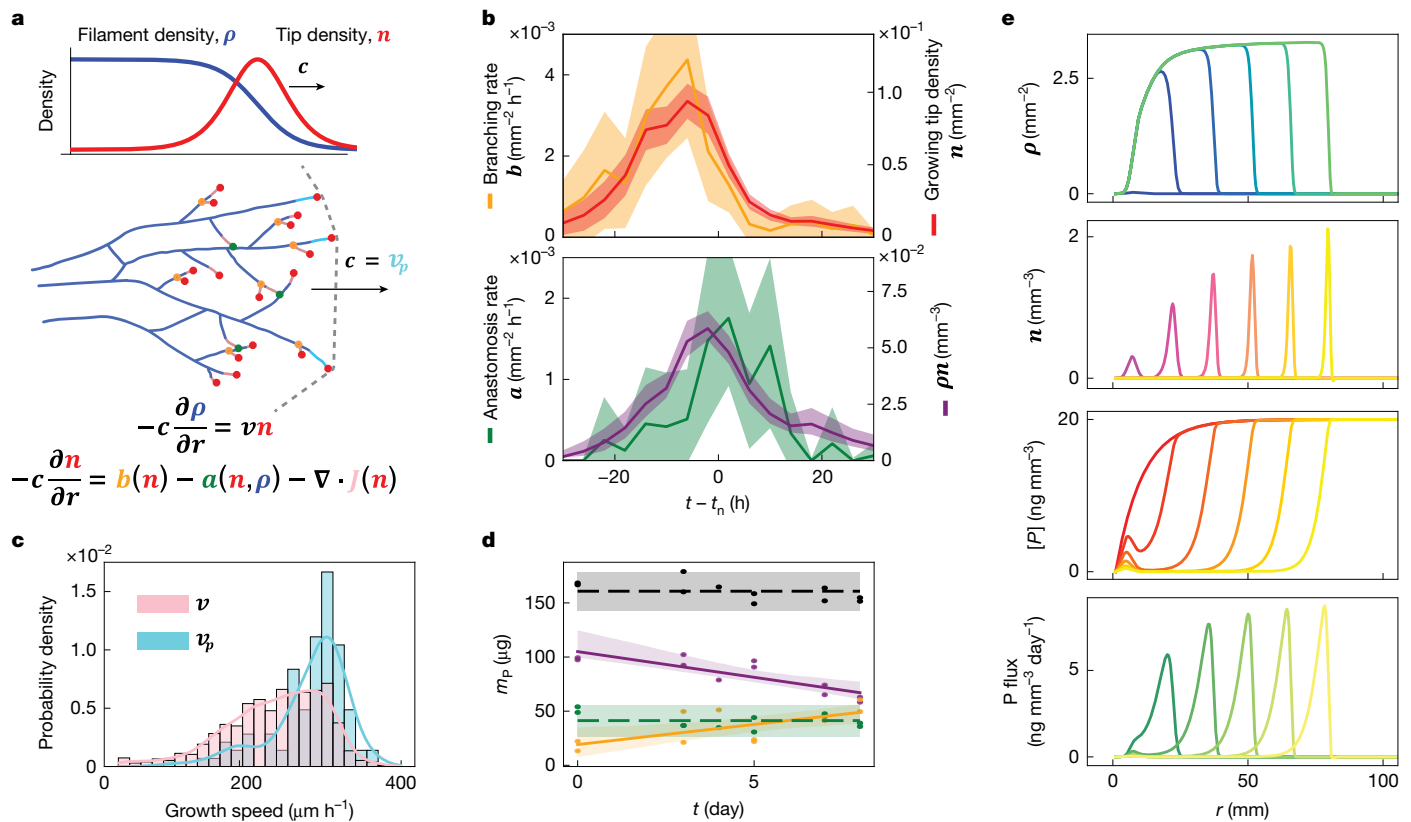 a
Filament density, ρ
Tip density, n
c
Density
c = v_p
−c ∂ρ/∂r = vn
−c ∂n/∂r = b(n) − a(n, ρ) − ∇ · J(n)
b
×10⁻³
×10⁻¹
Branching rate
b (mm⁻² h⁻¹)
4
2
0
1.0
0.5
0
Growing tip density
n (mm⁻²)
×10⁻³
×10⁻²
Anastomosis rate
a (mm⁻² h⁻¹)
2
1
0
7.5
5.0
2.5
0
ρn (mm⁻³)
−20
0
20
t − tₙ (h)
c
×10⁻²
Probability density
1.5
1.0
0.5
0
v
v_p
0
200
400
Growth speed (μm h⁻¹)
d
m_P (μg)
150
100
50
0
0
5
t (day)
e
ρ (mm⁻²)
2.5
0
n (mm⁻³)
2
0
[P] (ng mm⁻³)
20
0
P flux
(ng mm⁻³ day⁻¹)
5
0
0
50
100
r (mm)